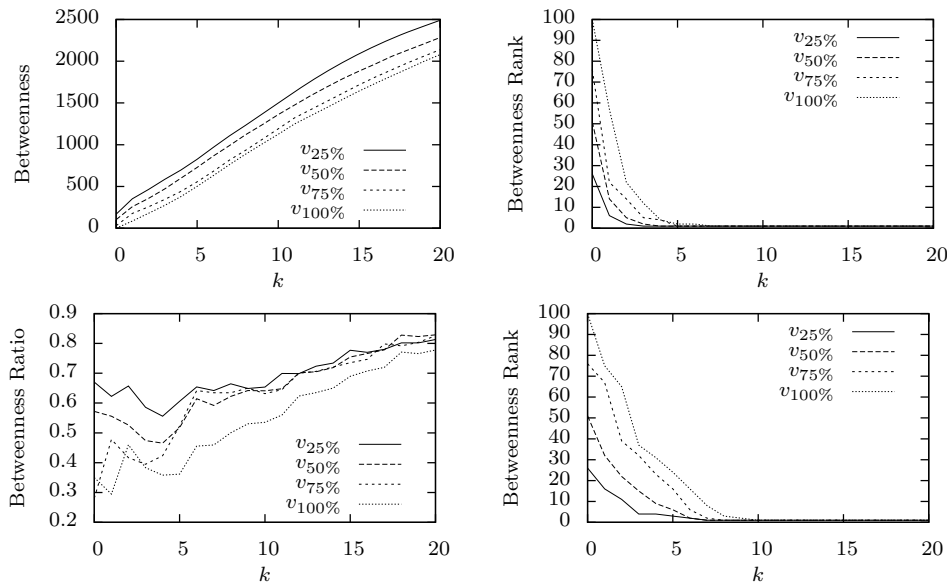 Betweenness
2500
2000
1500
1000
500
0
v25%
v50%
v75%
v100%
0 5 10 15 20
k
Betweenness Rank
100
90
80
70
60
50
40
30
20
10
0
v25%
v50%
v75%
v100%
0 5 10 15 20
k
Betweenness Ratio
0.9
0.8
0.7
0.6
0.5
0.4
0.3
0.2
v25%
v50%
v75%
v100%
0 5 10 15 20
k
Betweenness Rank
100
90
80
70
60
50
40
30
20
10
0
v25%
v50%
v75%
v100%
0 5 10 15 20
k